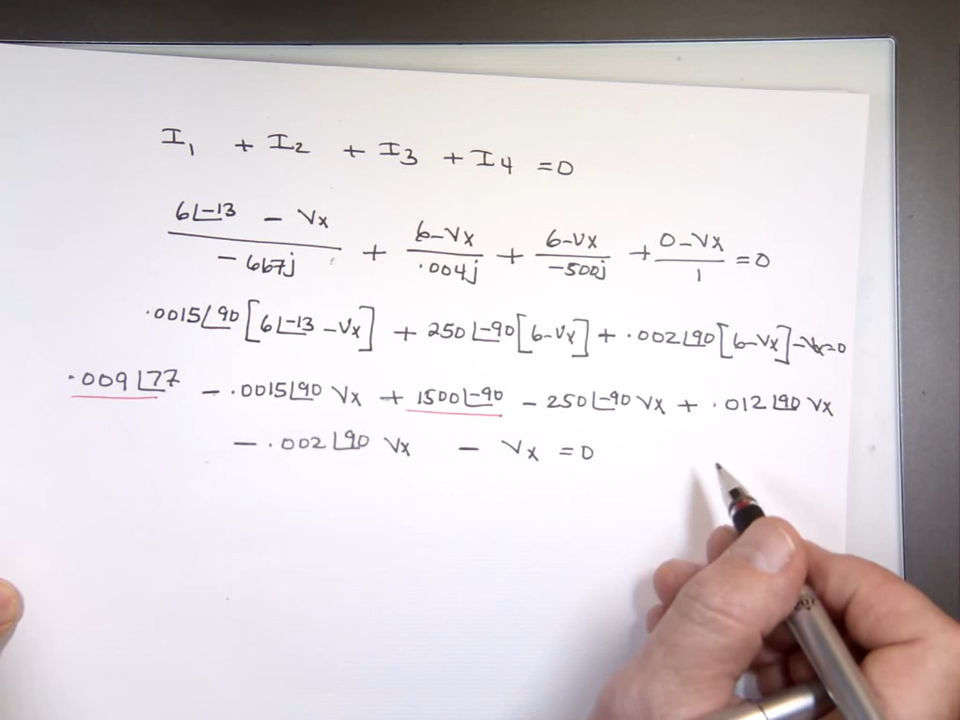 I₁ + I₂ + I₃ + I₄ = 0
6∠-13 - Vx / -667j + 6-Vx / .004j + 6-Vx / -500j + 0-Vx / 1 = 0
.0015∠90 [6∠-13 - Vx] + 250∠-90 [6-Vx] + .002∠90 [6-Vx] - Vx=0
.009∠77 - .0015∠90 Vx + 1500∠-90 - 250∠-90 Vx + .012∠90 Vx
- .002∠90 Vx - Vx = 0